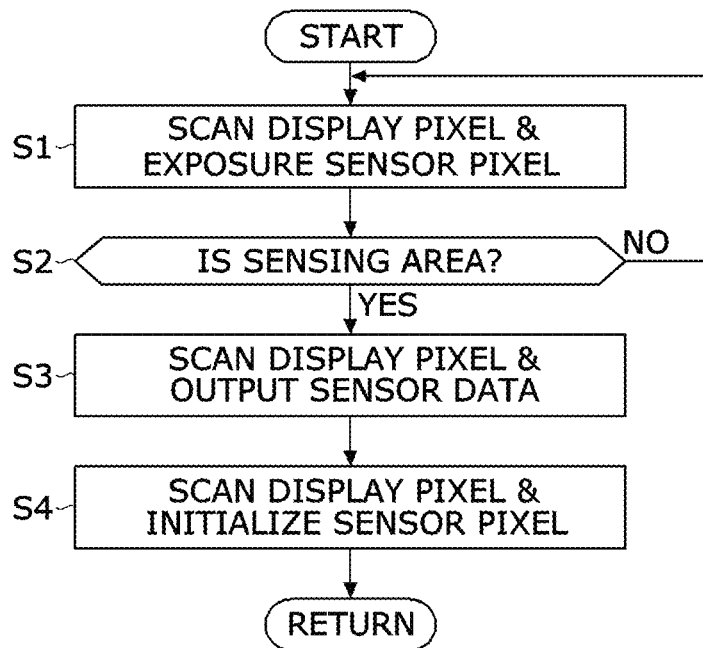 START
S1
SCAN DISPLAY PIXEL &
EXPOSURE SENSOR PIXEL
S2
IS SENSING AREA?
NO
YES
S3
SCAN DISPLAY PIXEL &
OUTPUT SENSOR DATA
S4
SCAN DISPLAY PIXEL &
INITIALIZE SENSOR PIXEL
RETURN